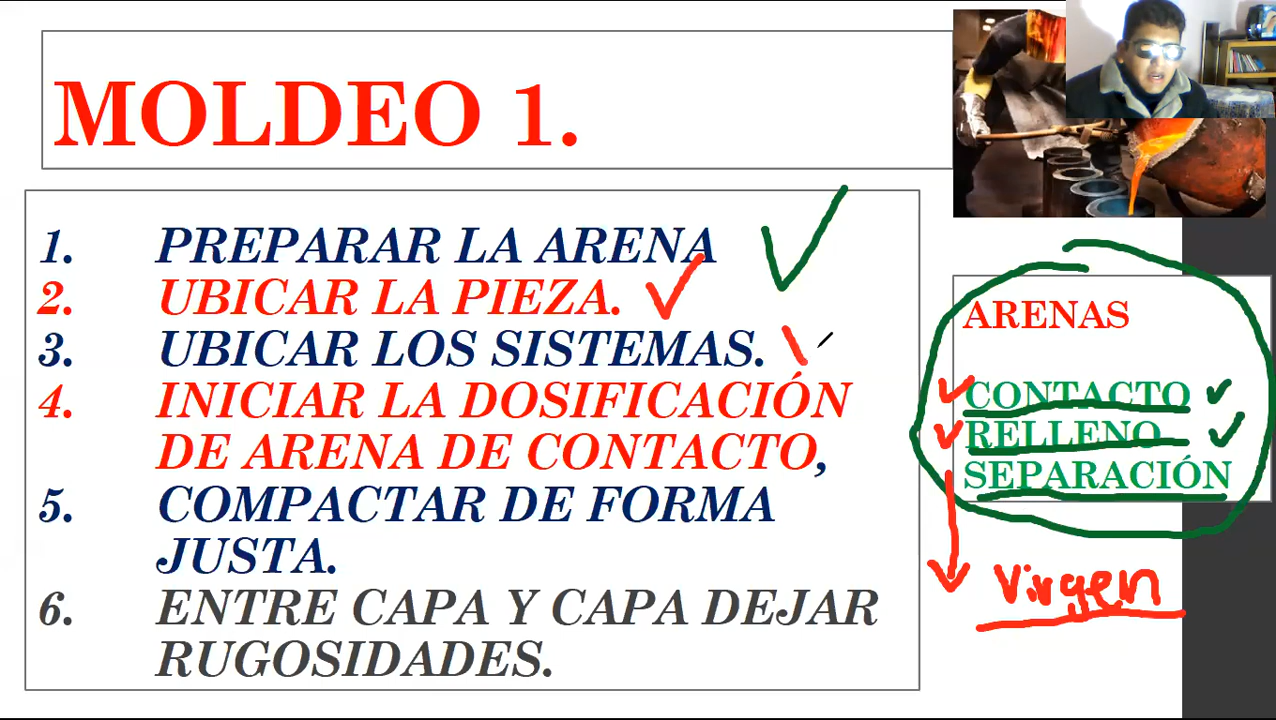 MOLDEO 1.
1. PREPARAR LA ARENA
2. UBICAR LA PIEZA.
3. UBICAR LOS SISTEMAS.
4. INICIAR LA DOSIFICACIÓN
DE ARENA DE CONTACTO,
5. COMPACTAR DE FORMA
JUSTA.
6. ENTRE CAPA Y CAPA DEJAR
RUGOSIDADES.
ARENAS
CONTACTO
RELLENO
SEPARACIÓN
Virgen